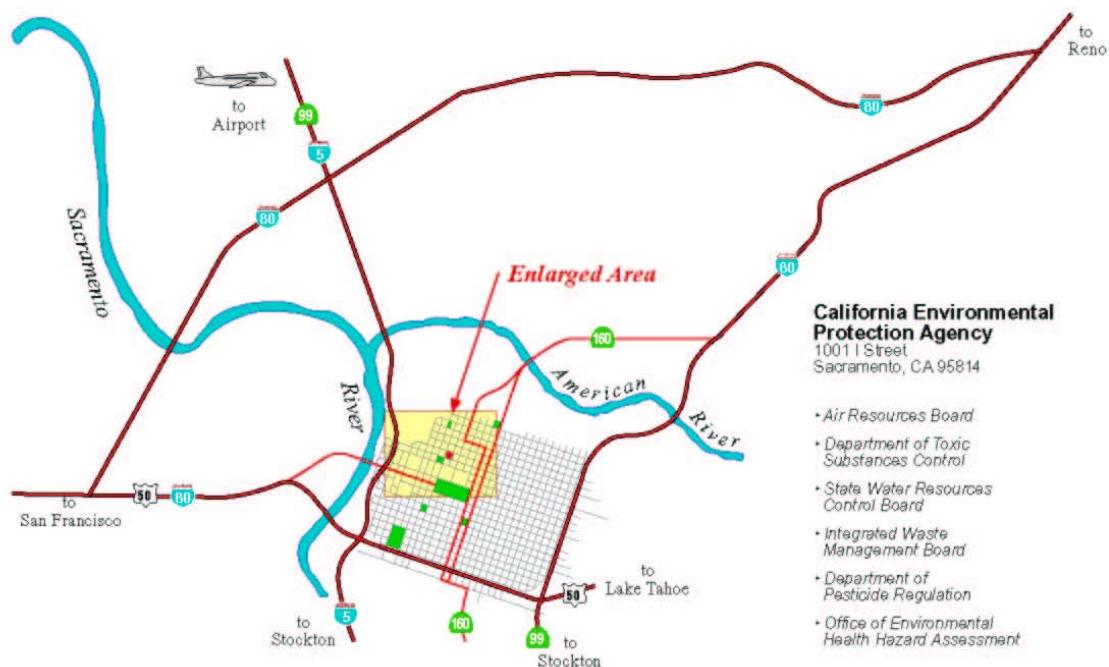 to
Reno
to
Airport
99
5
80
80
80
Sacramento
River
Enlarged Area
160
American
River
California Environmental
Protection Agency
1001 I Street
Sacramento, CA 95814
• Air Resources Board
• Department of Toxic
Substances Control
• State Water Resources
Control Board
• Integrated Waste
Management Board
• Department of
Pesticide Regulation
• Office of Environmental
Health Hazard Assessment
50
80
to
San Francisco
to
Lake Tahoe
50
to
Stockton
5
160
99
to
Stockton